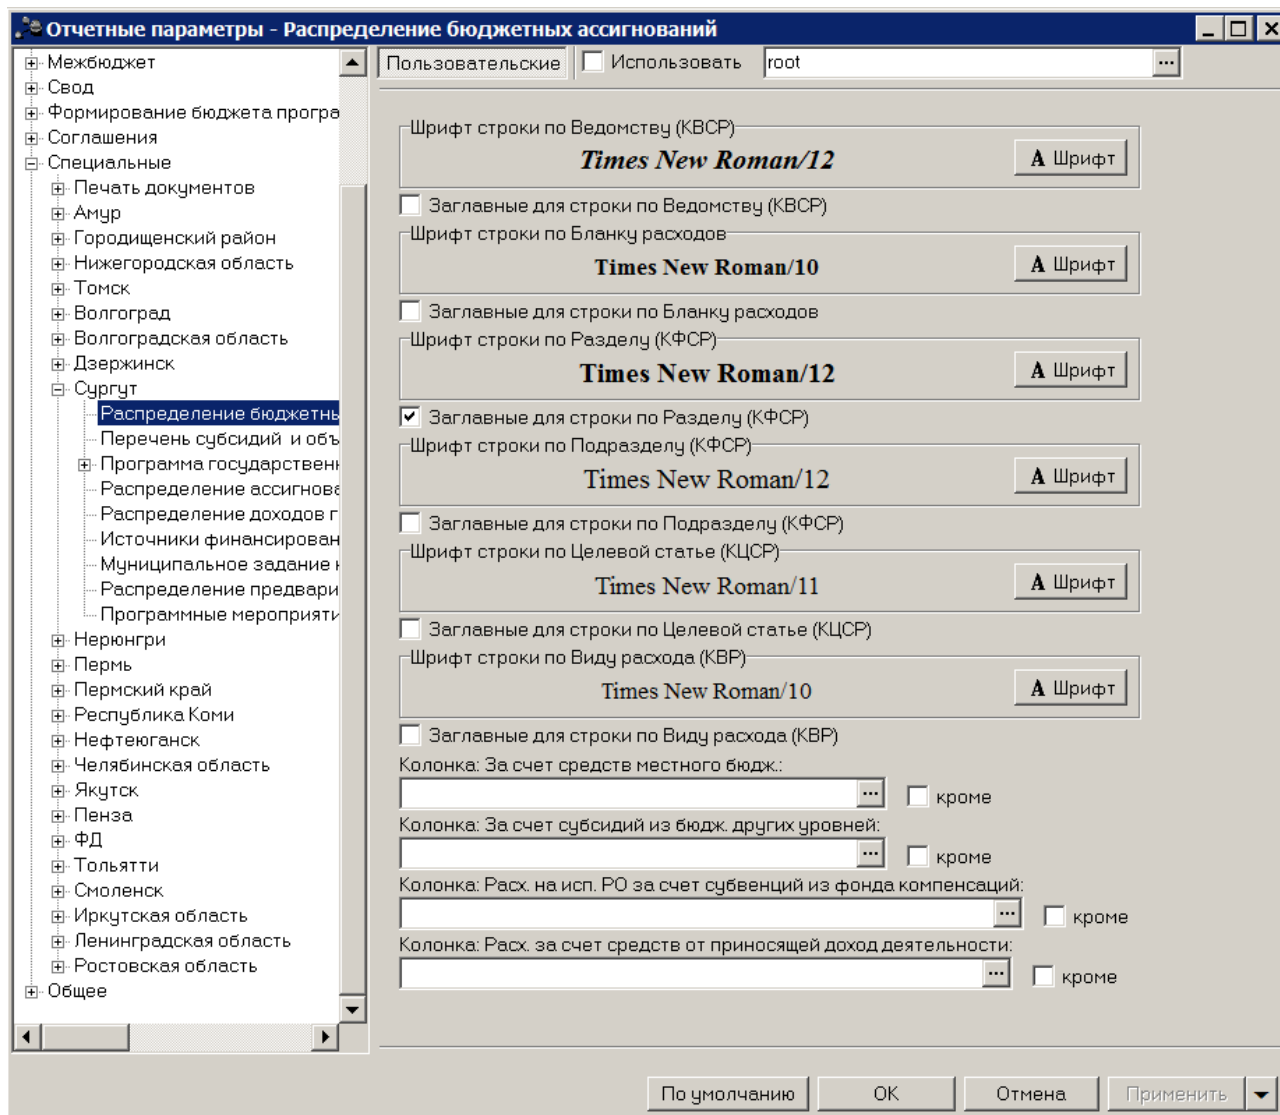 Отчетные параметры - Распределение бюджетных ассигнований
Межбюджет
Свод
Формирование бюджета програ
Соглашения
Специальные
Печать документов
Амур
Городищенский район
Нижегородская область
Томск
Волгоград
Волгоградская область
Дзержинск
Сургут
Распределение бюджетнь
Перечень субсидий и объ
Программа государственн
Распределение ассигнова
Распределение доходов г
Источники финансирован
Муниципальное задание н
Распределение предвари
Программные мероприяти
Нерюнгри
Пермь
Пермский край
Республика Коми
Нефтеюганск
Челябинская область
Якутск
Пенза
ФД
Тольятти
Смоленск
Иркутская область
Ленинградская область
Ростовская область
Общее
Пользовательские Использовать root ...
Шрифт строки по Ведомству (КВСР)
Times New Roman/12 А Шрифт
Заглавные для строки по Ведомству (КВСР)
Шрифт строки по Бланку расходов
Times New Roman/10 А Шрифт
Заглавные для строки по Бланку расходов
Шрифт строки по Разделу (КФСР)
Times New Roman/12 А Шрифт
Заглавные для строки по Разделу (КФСР)
Шрифт строки по Подразделу (КФСР)
Times New Roman/12 А Шрифт
Заглавные для строки по Подразделу (КФСР)
Шрифт строки по Целевой статье (КЦСР)
Times New Roman/11 А Шрифт
Заглавные для строки по Целевой статье (КЦСР)
Шрифт строки по Виду расхода (КВР)
Times New Roman/10 А Шрифт
Заглавные для строки по Виду расхода (КВР)
Колонка: За счет средств местного бюдж.:
... кроме
Колонка: За счет субсидий из бюдж. других уровней:
... кроме
Колонка: Расх. на исп. РО за счет субвенций из фонда компенсаций:
... кроме
Колонка: Расх. за счет средств от приносящей доход деятельности:
... кроме
По умолчанию ОК Отмена Применить